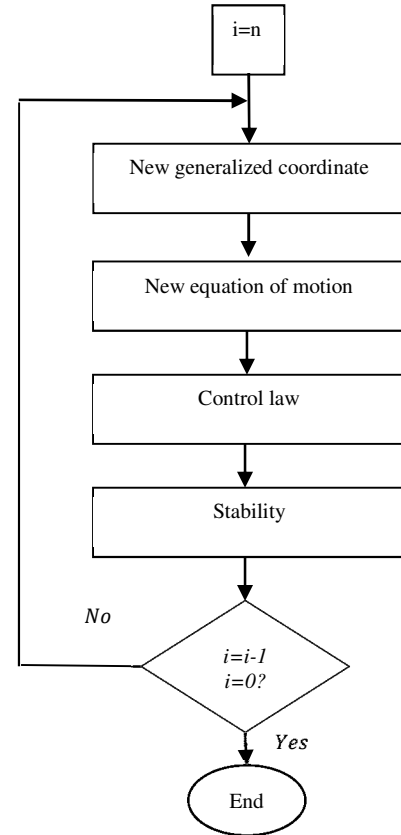 i=n
New generalized coordinate
New equation of motion
Control law
Stability
No
i=i-1
i=0?
Yes
End